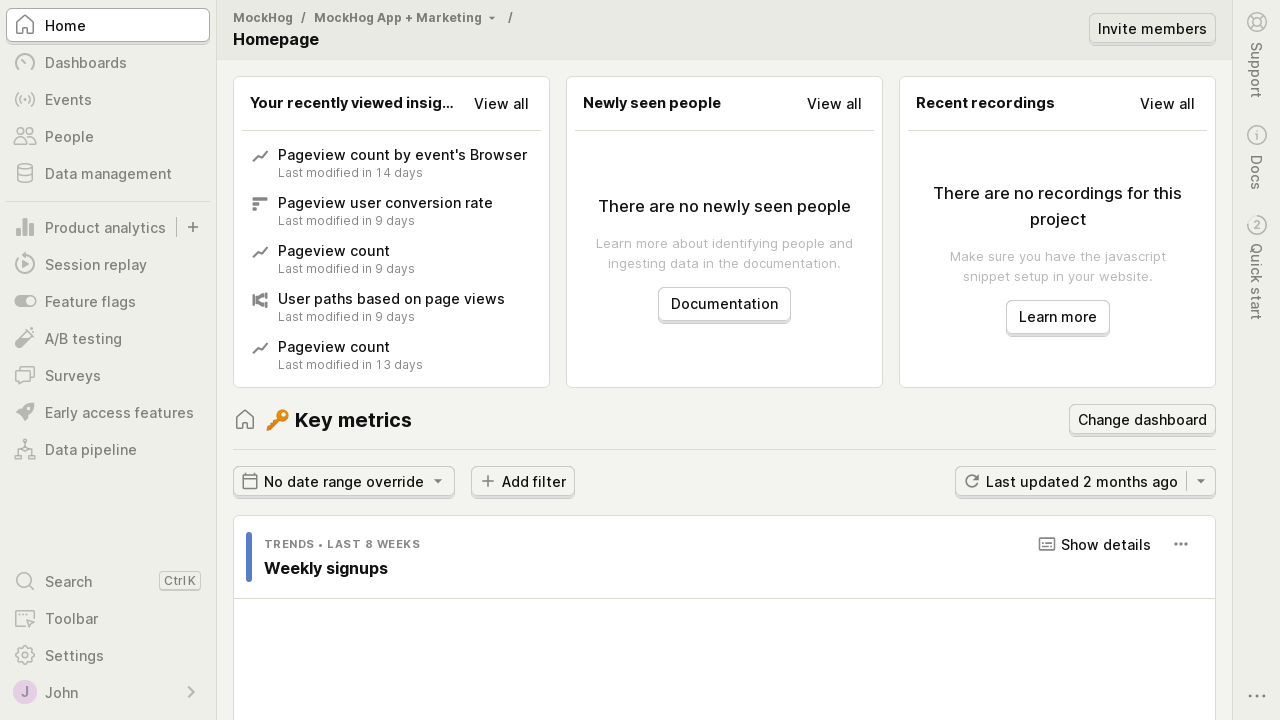 Home
Dashboards
Events
People
Data management
Product analytics
Session replay
Feature flags
A/B testing
Surveys
Early access features
Data pipeline
Search Ctrl K
Toolbar
Settings
J John
MockHog / MockHog App + Marketing /
Homepage
Invite members
Your recently viewed insig... View all
Pageview count by event's Browser
Last modified in 14 days
Pageview user conversion rate
Last modified in 9 days
Pageview count
Last modified in 9 days
User paths based on page views
Last modified in 9 days
Pageview count
Last modified in 13 days
Newly seen people View all
There are no newly seen people
Learn more about identifying people and
ingesting data in the documentation.
Documentation
Recent recordings View all
There are no recordings for this
project
Make sure you have the javascript
snippet setup in your website.
Learn more
🔑 Key metrics
Change dashboard
No date range override
Add filter
Last updated 2 months ago
TRENDS • LAST 8 WEEKS
Show details
Weekly signups
Support
Docs
2
Quick start